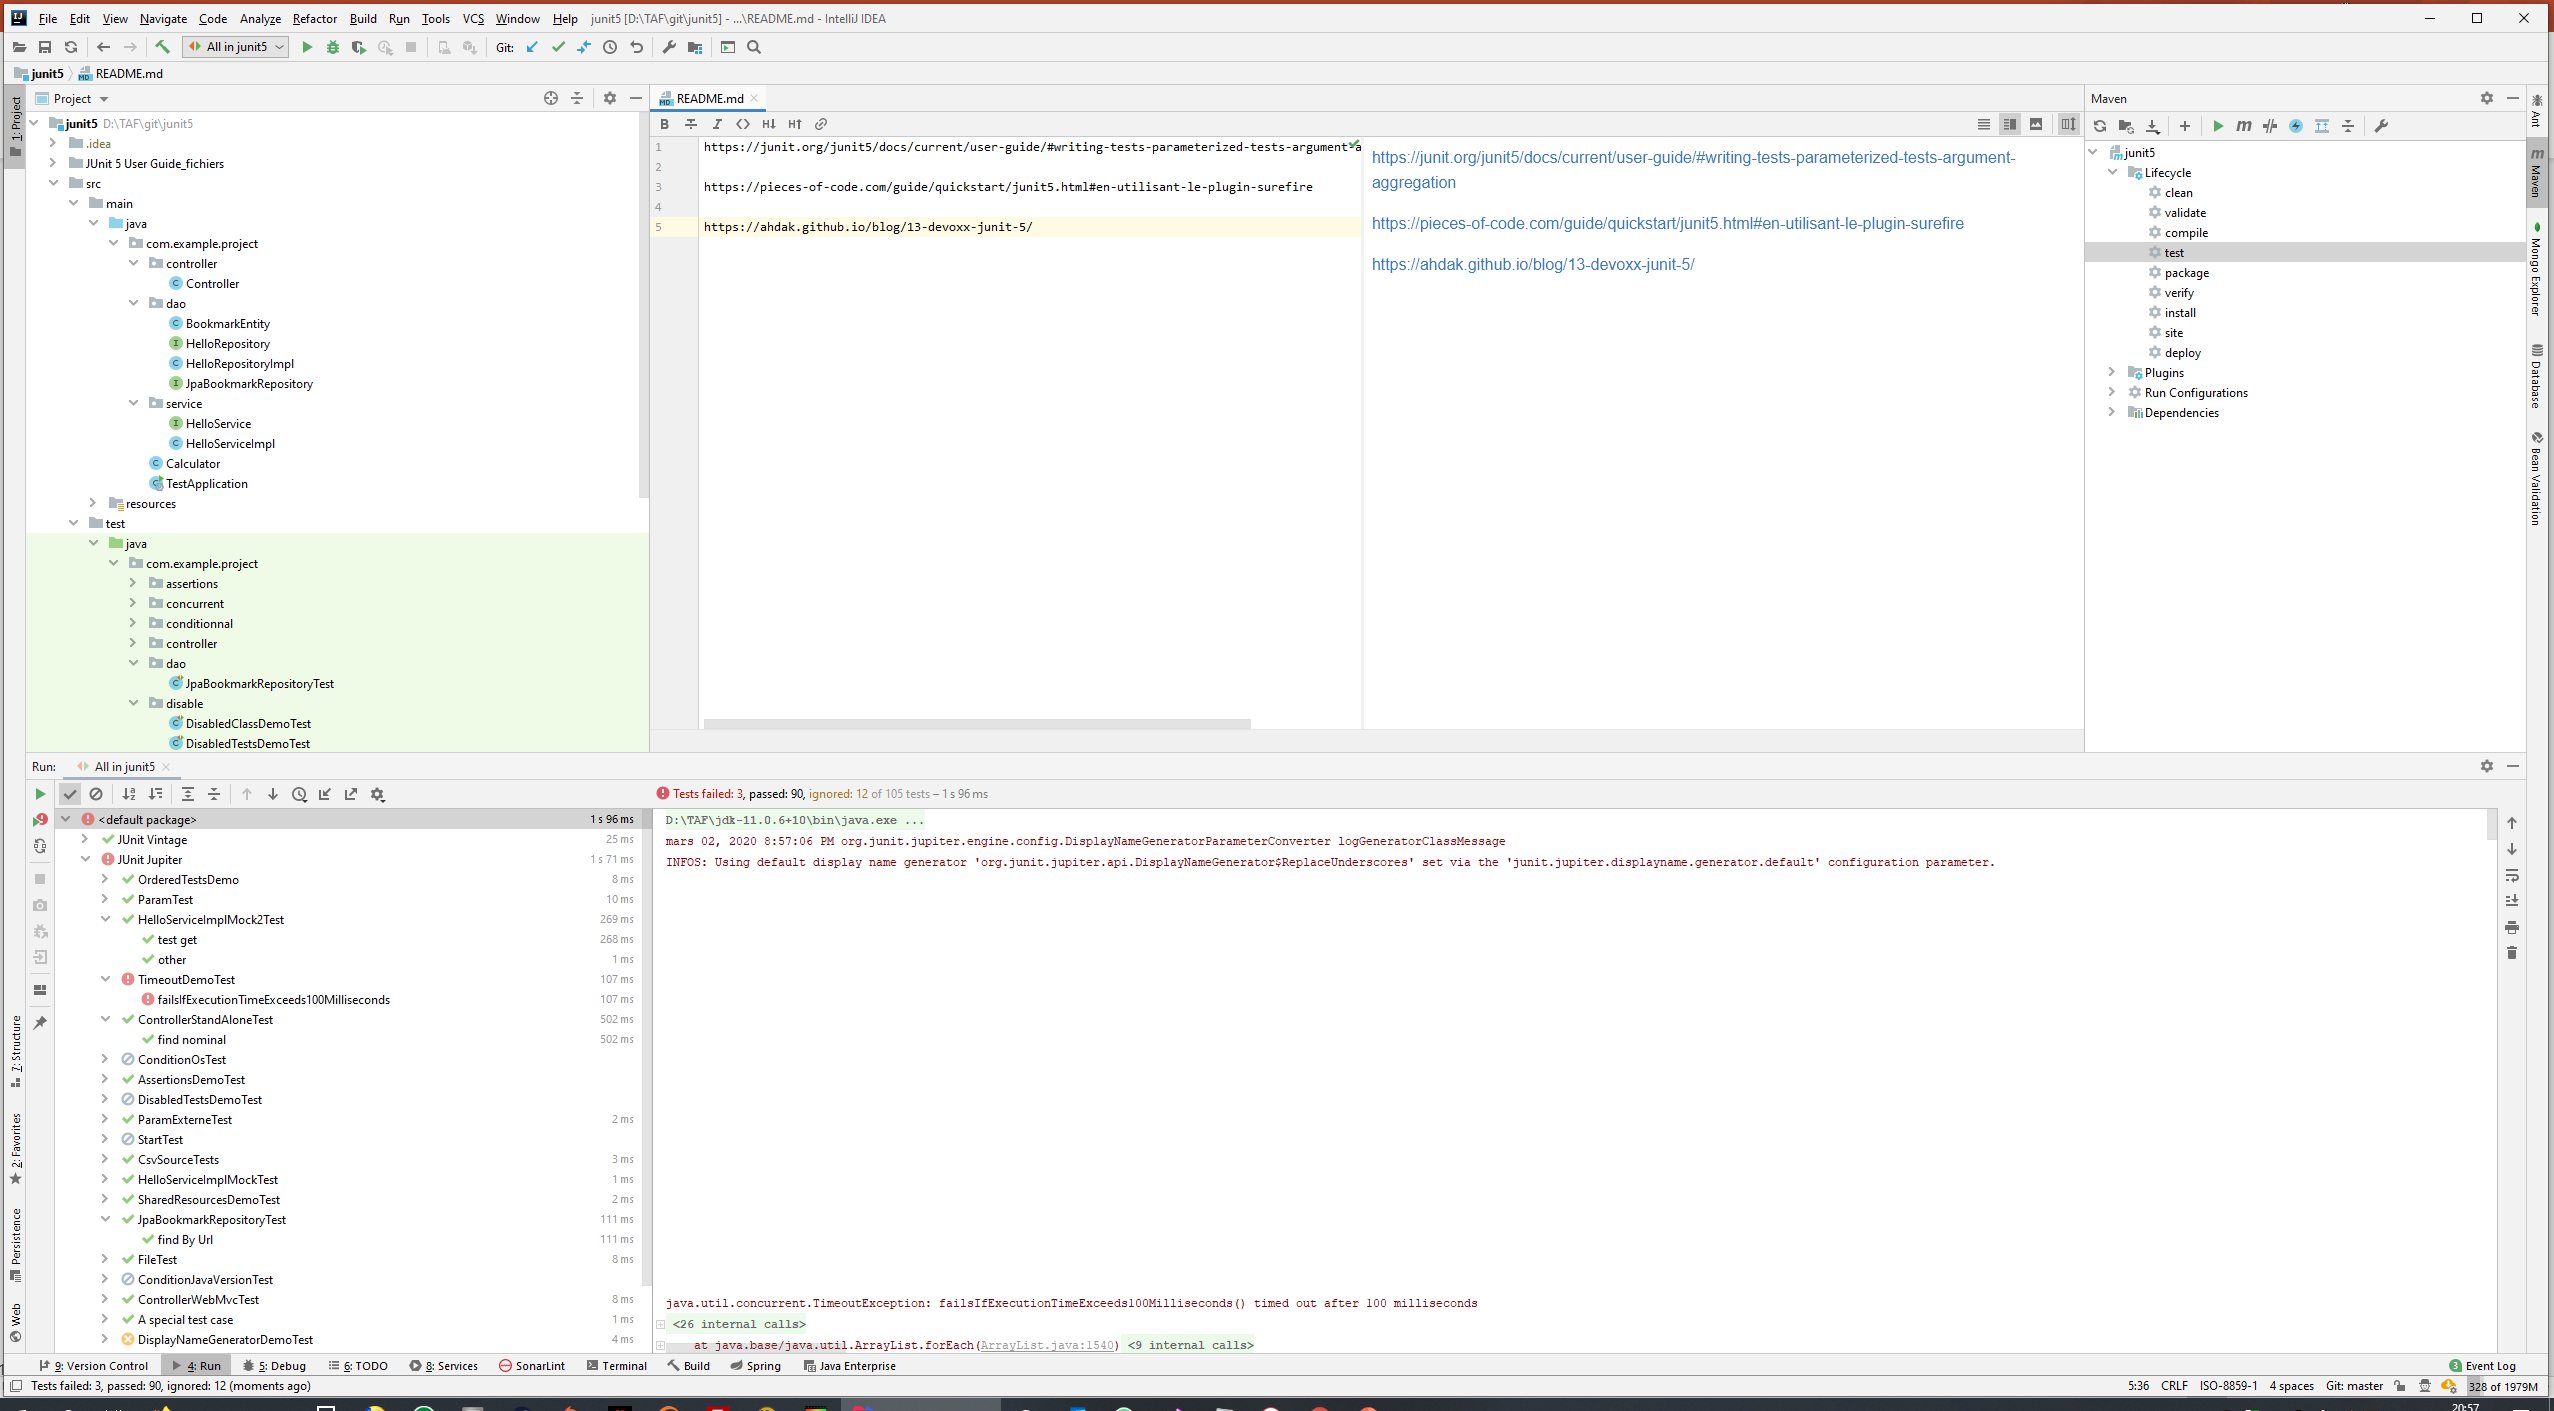 File Edit View Navigate Code Analyze Refactor Build Run Tools VCS Window Help junit5 [D:\TAF\git\junit5] - ...\README.md - IntelliJ IDEA
All in junit5 Git:
junit5 README.md
Project
README.md
Maven
1: Project
junit5 D:\TAF\git\junit5
.idea
JUnit 5 User Guide_fichiers
src
main
java
com.example.project
controller
Controller
dao
BookmarkEntity
HelloRepository
HelloRepositoryImpl
JpaBookmarkRepository
service
HelloService
HelloServiceImpl
Calculator
TestApplication
resources
test
java
com.example.project
assertions
concurrent
conditionnal
controller
dao
JpaBookmarkRepositoryTest
disable
DisabledClassDemoTest
DisabledTestsDemoTest
1 https://junit.org/junit5/docs/current/user-guide/#writing-tests-parameterized-tests-argument-a
2
3 https://pieces-of-code.com/guide/quickstart/junit5.html#en-utilisant-le-plugin-surefire
4
5 https://ahdak.github.io/blog/13-devoxx-junit-5/
https://junit.org/junit5/docs/current/user-guide/#writing-tests-parameterized-tests-argument-
aggregation
https://pieces-of-code.com/guide/quickstart/junit5.html#en-utilisant-le-plugin-surefire
https://ahdak.github.io/blog/13-devoxx-junit-5/
junit5
Lifecycle
clean
validate
compile
test
package
verify
install
site
deploy
Plugins
Run Configurations
Dependencies
Ant
Maven
Mongo Explorer
Database
Bean Validation
Run: All in junit5
Tests failed: 3, passed: 90, ignored: 12 of 105 tests – 1 s 96 ms
<default package> 1 s 96 ms
JUnit Vintage 25 ms
JUnit Jupiter 1 s 71 ms
OrderedTestsDemo 8 ms
ParamTest 10 ms
HelloServiceImplMock2Test 269 ms
test get 268 ms
other 1 ms
TimeoutDemoTest 107 ms
failsIfExecutionTimeExceeds100Milliseconds 107 ms
ControllerStandAloneTest 502 ms
find nominal 502 ms
ConditionOsTest
AssertionsDemoTest
DisabledTestsDemoTest
ParamExterneTest 2 ms
StartTest
CsvSourceTests 3 ms
HelloServiceImplMockTest 1 ms
SharedResourcesDemoTest 2 ms
JpaBookmarkRepositoryTest 111 ms
find By Url 111 ms
FileTest 8 ms
ConditionJavaVersionTest
ControllerWebMvcTest 8 ms
A special test case 1 ms
DisplayNameGeneratorDemoTest 4 ms
D:\TAF\jdk-11.0.6+10\bin\java.exe ...
mars 02, 2020 8:57:06 PM org.junit.jupiter.engine.config.DisplayNameGeneratorParameterConverter logGeneratorClassMessage
INFOS: Using default display name generator 'org.junit.jupiter.api.DisplayNameGenerator$ReplaceUnderscores' set via the 'junit.jupiter.displayname.generator.default' configuration parameter.
java.util.concurrent.TimeoutException: failsIfExecutionTimeExceeds100Milliseconds() timed out after 100 milliseconds
<26 internal calls>
at java.base/java.util.ArrayList.forEach(ArrayList.java:1540) <9 internal calls>
7: Structure
2: Favorites
Persistence
Web
9: Version Control 4: Run 5: Debug 6: TODO 8: Services SonarLint Terminal Build Spring Java Enterprise 3 Event Log
Tests failed: 3, passed: 90, ignored: 12 (moments ago) 5:36 CRLF ISO-8859-1 4 spaces Git: master 328 of 1979M
20:57